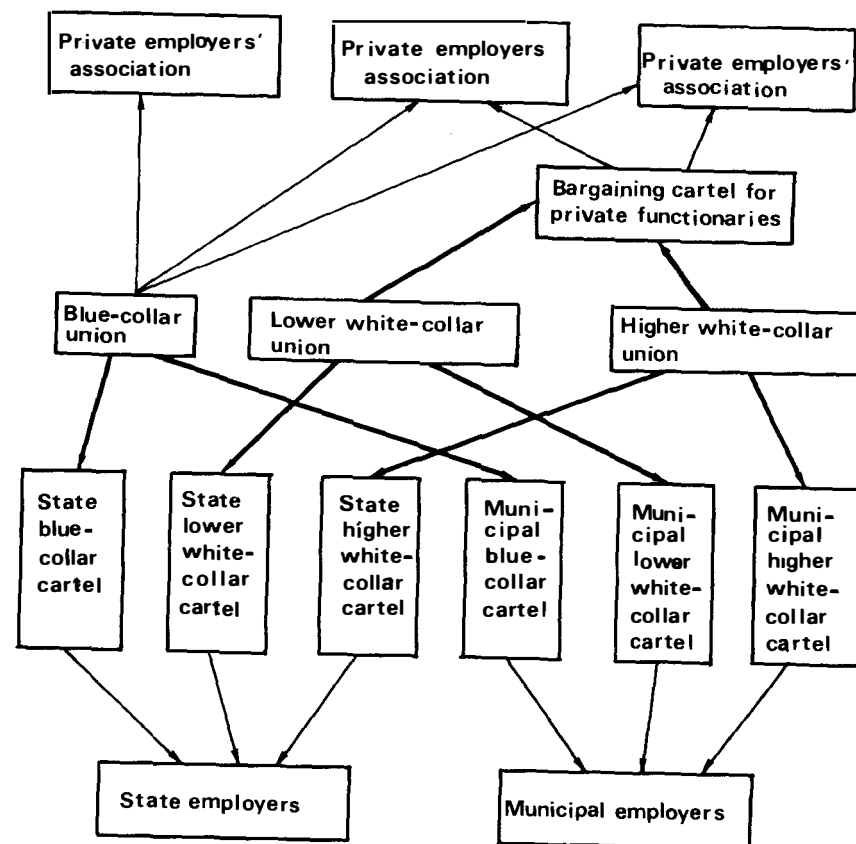 Private employers'
association
Private employers
association
Private employers'
association
Bargaining cartel for
private functionaries
Blue-collar
union
Lower white-collar
union
Higher white-collar
union
State
blue-
collar
cartel
State
lower
white-
collar
cartel
State
higher
white-
collar
cartel
Muni-
cipal
blue-
collar
cartel
Muni-
cipal
lower
white-
collar
cartel
Munic-
ipal
higher
white-
collar
cartel
State employers
Municipal employers